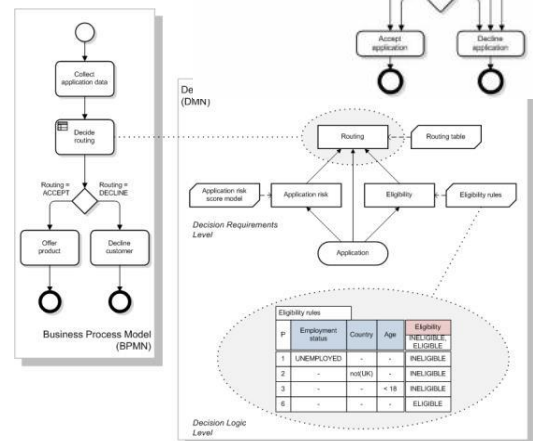 Collect
application data
Decide
routing
Routing =
ACCEPT
Routing =
DECLINE
Offer
product
Decline
customer
Business Process Model
(BPMN)
Accept
application
Decline
application
De
(DMN)
Routing
Routing table
Application risk
score model
Application risk
Eligibility
Eligibility rules
Decision Requirements
Level
Application
Eligibility rules
P
Employment
status
Country
Age
Eligibility
INELIGIBLE,
ELIGIBLE
1 UNEMPLOYED - - INELIGIBLE
2 - not(UK) - INELIGIBLE
3 - - < 18 INELIGIBLE
6 - - - ELIGIBLE
Decision Logic
Level